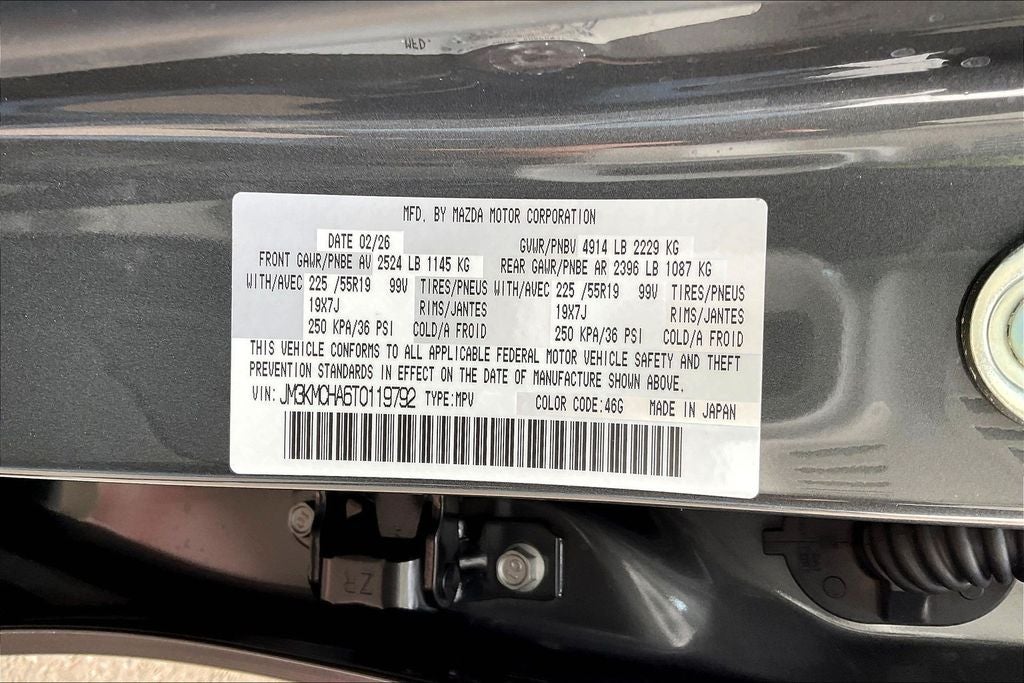 WED
MFD. BY MAZDA MOTOR CORPORATION
DATE 02/26 GVWR/PNBV 4914 LB 2229 KG
FRONT GAWR/PNBE AV 2524 LB 1145 KG REAR GAWR/PNBE AR 2396 LB 1087 KG
WITH/AVEC 225 /55R19 99V TIRES/PNEUS WITH/AVEC 225 /55R19 99V TIRES/PNEUS
19X7J RIMS/JANTES 19X7J RIMS/JANTES
250 KPA/36 PSI COLD/A FROID 250 KPA/36 PSI COLD/A FROID
THIS VEHICLE CONFORMS TO ALL APPLICABLE FEDERAL MOTOR VEHICLE SAFETY AND THEFT
PREVENTION STANDARDS IN EFFECT ON THE DATE OF MANUFACTURE SHOWN ABOVE.
VIN: JM3KMCHA6T0119792 TYPE:MPV COLOR CODE:46G MADE IN JAPAN
ZR